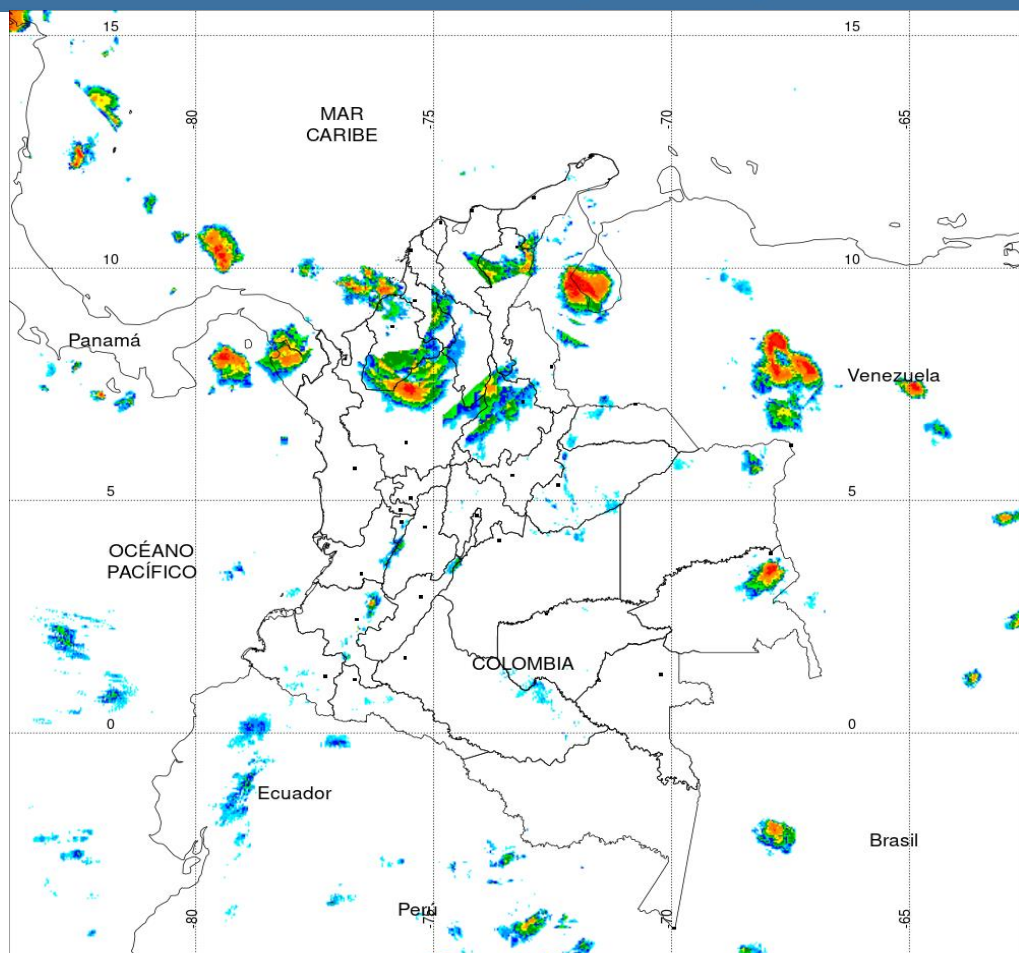 15
15
-80
-75
-70
-65
MAR
CARIBE
10
10
Panamá
Venezuela
5
5
OCÉANO
PACÍFICO
COLOMBIA
0
0
Ecuador
Brasil
Perú
-80
-75
-70
-65